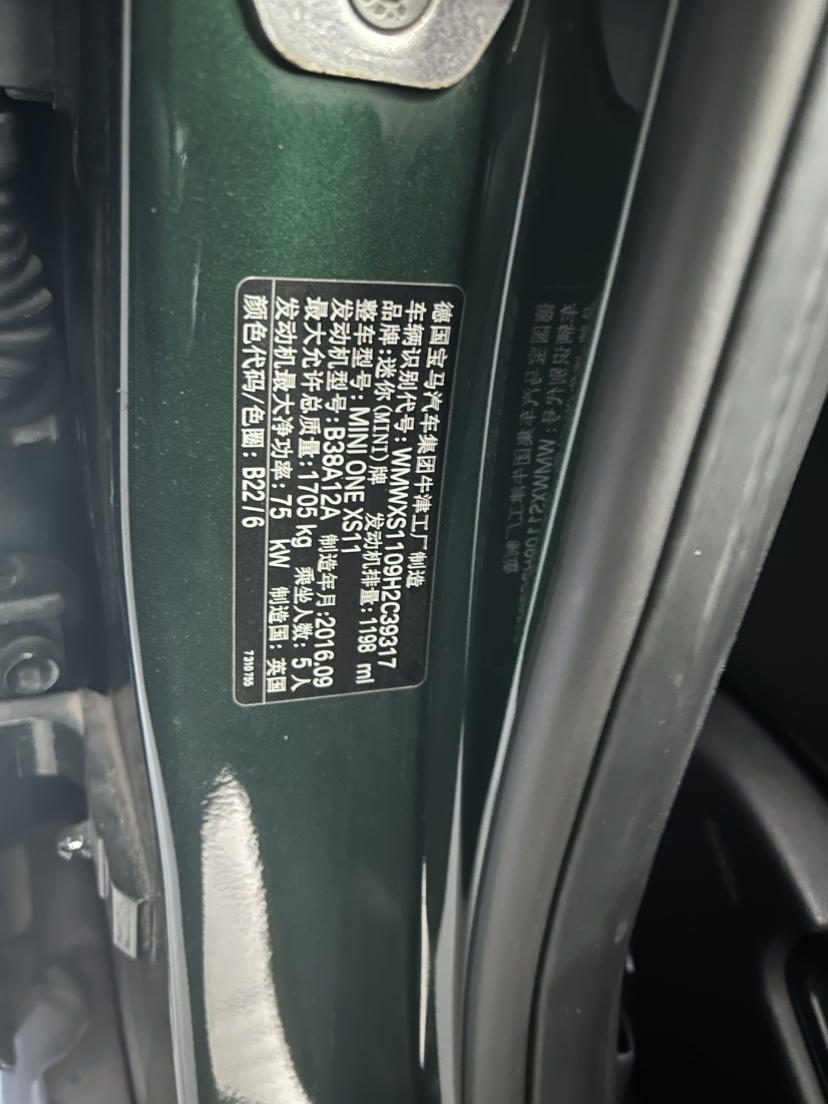 德国宝马汽车集团牛津工厂 制造
车辆识别代号: WMWXS1109H2C39317
品牌:迷你(MINI)牌 发动机排量:1198 ml
整车型号: MINI ONE XS11
发动机型号:B38A12A 制造年月:2016.09
最大允许总质量:1705 kg 乘坐人数: 5人
发动机最大净功率:75 kW 制造国: 英国
颜色代码/色圈: B22 / 6
7310755